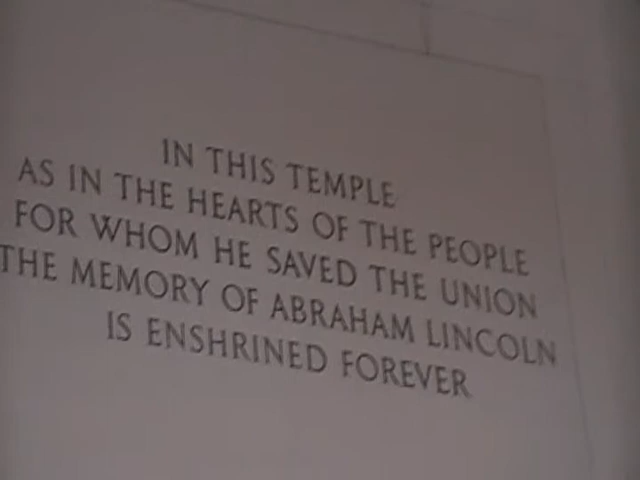 IN THIS TEMPLE
AS IN THE HEARTS OF THE PEOPLE
FOR WHOM HE SAVED THE UNION
THE MEMORY OF ABRAHAM LINCOLN
IS ENSHRINED FOREVER